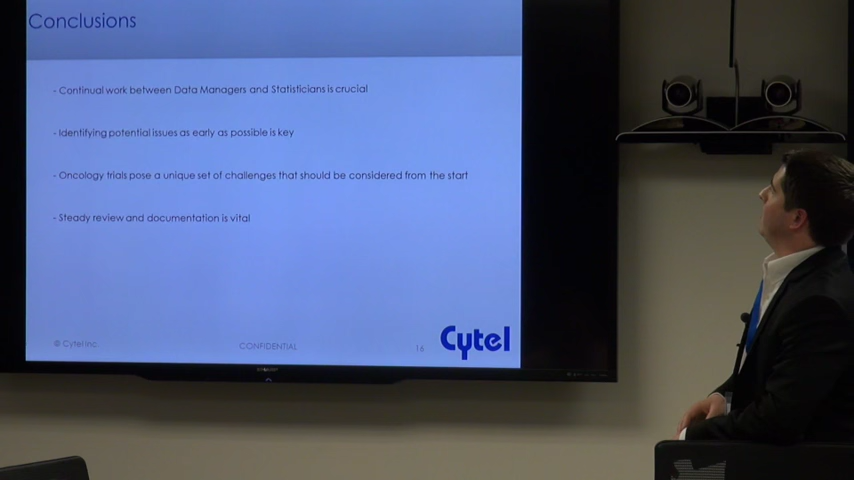 Conclusions
- Continual work between Data Managers and Statisticians is crucial
- Identifying potential issues as early as possible is key
- Oncology trials pose a unique set of challenges that should be considered from the start
- Steady review and documentation is vital
© Cytel Inc.
CONFIDENTIAL
16
Cytel
SHARP